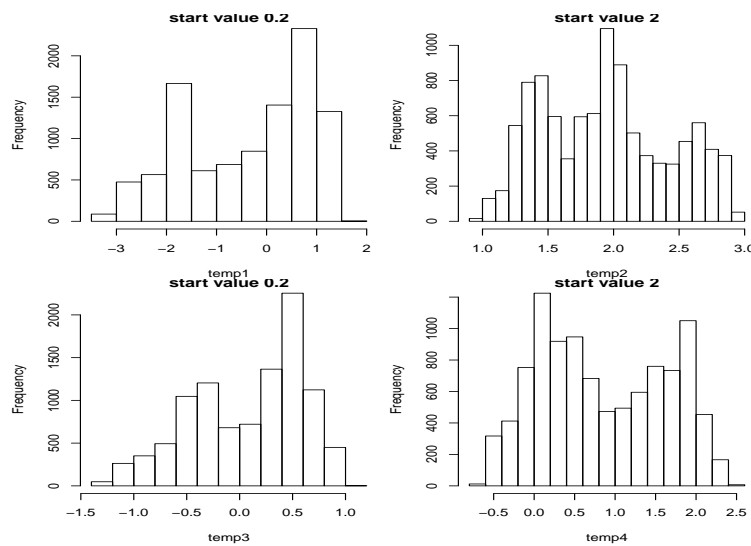 start value 0.2
Frequency
2000
1500
1000
500
0
−3 −2 −1 0 1 2
temp1
start value 2
Frequency
1000
800
600
400
200
0
1.0 1.5 2.0 2.5 3.0
temp2
start value 0.2
Frequency
2000
1500
1000
500
0
−1.5 −1.0 −0.5 0.0 0.5 1.0
temp3
start value 2
Frequency
1000
800
600
400
200
0
−0.5 0.0 0.5 1.0 1.5 2.0 2.5
temp4